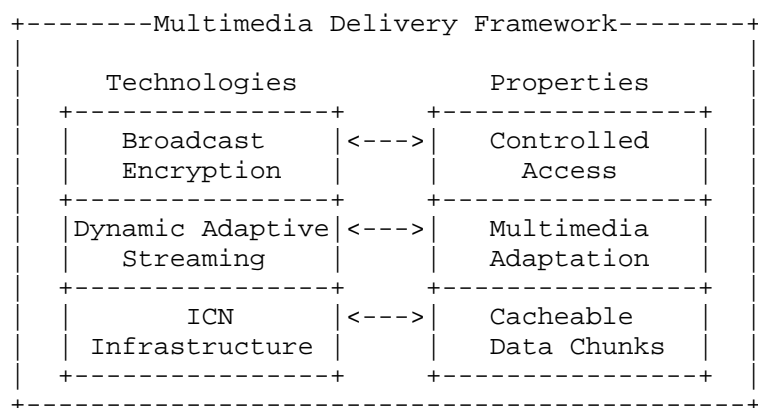 +--------Multimedia Delivery Framework--------+
|                                             |
|     Technologies            Properties      |
|  +----------------+     +----------------+  |
|  |   Broadcast    |<--->|   Controlled   |  |
|  |   Encryption   |     |     Access     |  |
|  +----------------+     +----------------+  |
|  |Dynamic Adaptive|<--->|   Multimedia   |  |
|  |   Streaming    |     |   Adaptation   |  |
|  +----------------+     +----------------+  |
|  |       ICN      |<--->|   Cacheable    |  |
|  | Infrastructure |     |   Data Chunks  |  |
|  +----------------+     +----------------+  |
+---------------------------------------------+